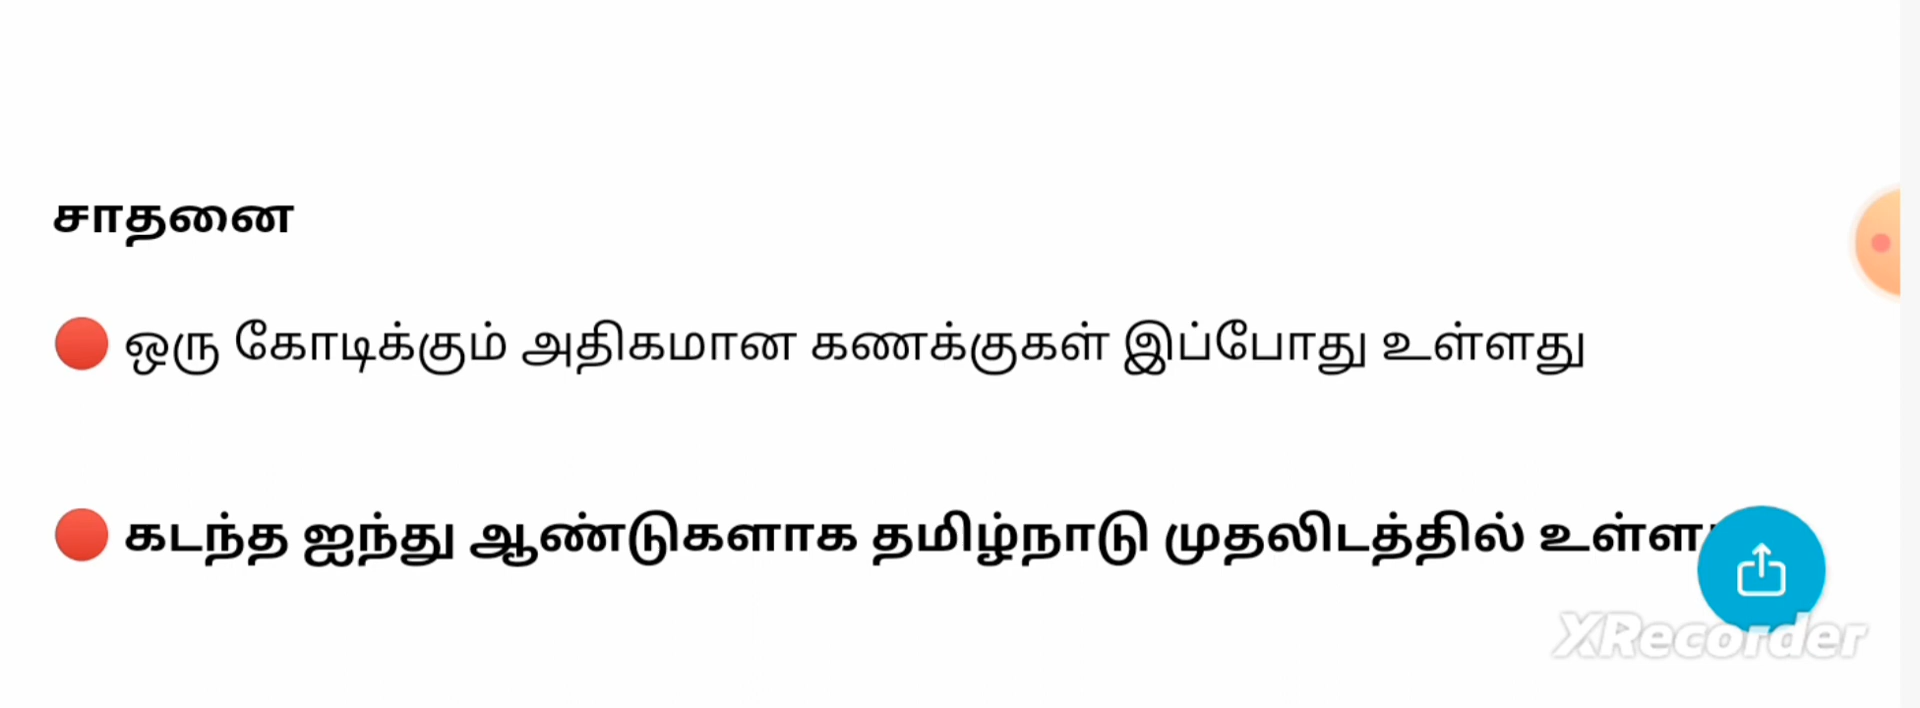 சாதனை
🔴 ஒரு கோடிக்கும் அதிகமான கணக்குகள் இப்போது உள்ளது
🔴 கடந்த ஐந்து ஆண்டுகளாக தமிழ்நாடு முதலிடத்தில்
XRecorder